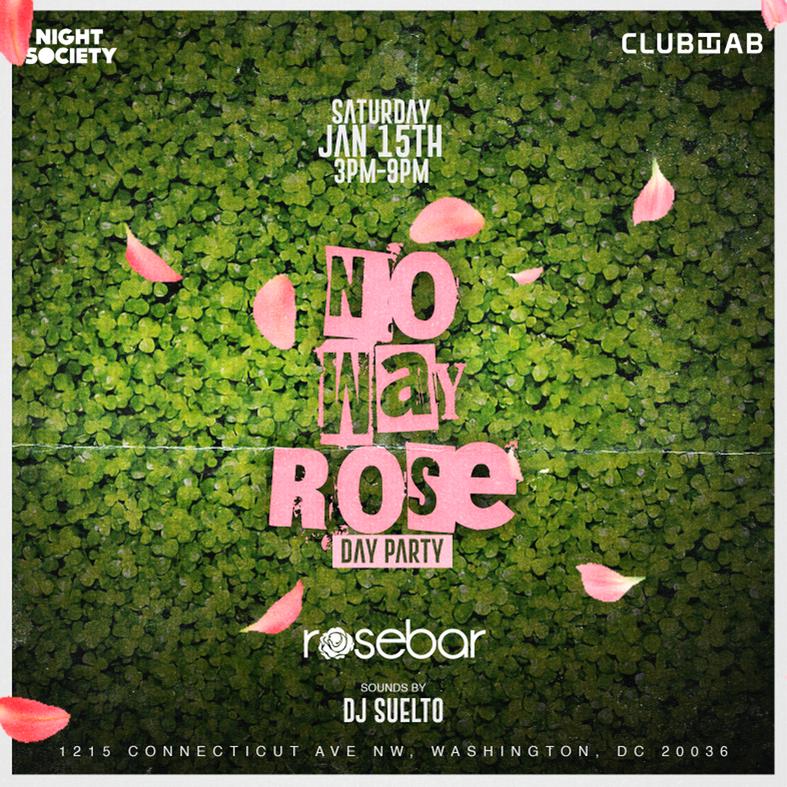 NIGHT
SOCIETY
CLUBTAB
SATURDAY
JAN 15TH
3PM-9PM
NO
WaY
ROSe
DAY PARTY
rosebar
SOUNDS BY
DJ SUELTO
1215 CONNECTICUT AVE NW, WASHINGTON, DC 20036